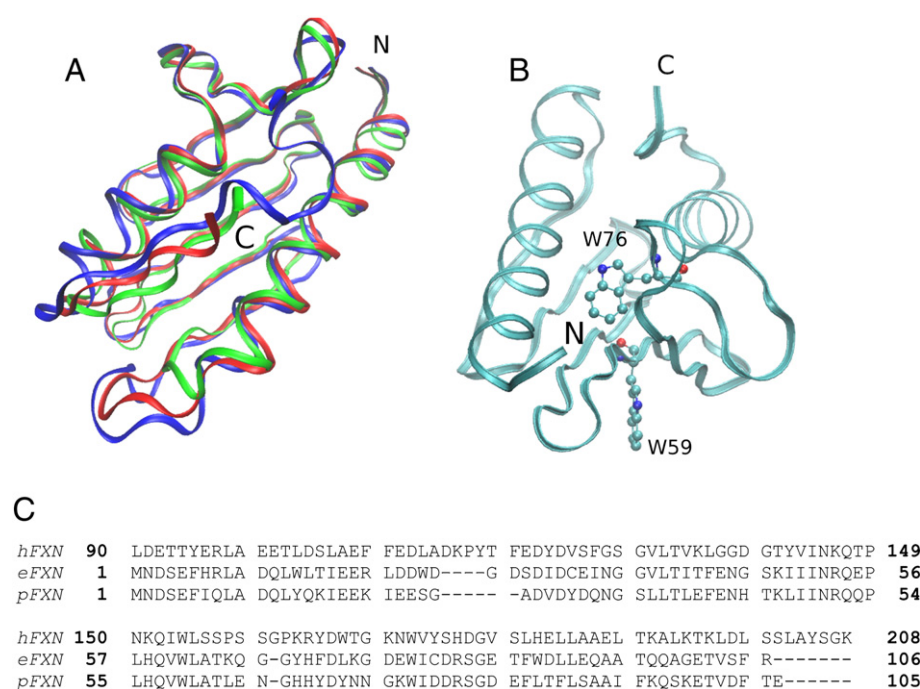 A
N
C
B
C
W76
N
W59
C
hFXN 90 LDETTYERLA EETLDSLAEF FEDLADKPYT FEDYDVSFGS GVLTVKLGGD GTYVINKQTP 149
eFXN 1 MNDSEFHRLA DQLWLTIEER LDDWD----G DSDIDCEING GVLTITFENG SKIIINRQEP 56
pFXN 1 MNDSEFIQLA DQLYQKIEEK IEESG----- -ADVDYDQNG SLLTLEFENH TKLIINRQQP 54
hFXN 150 NKQIWLSSPS SGPKRYDWTG KNWVYSHDGV SLHELLAAEL TKALKTKLDL SSLAYSGK 208
eFXN 57 LHQVWLATKQ G-GYHFDLKG DEWICDRSGE TFWDLLEQAA TQQAGETVSF R------- 106
pFXN 55 LHQVWLATLE N-GHHYDYNN GKWIDDRSGD EFLTFLSAAI FKQSKETVDF TE------ 105